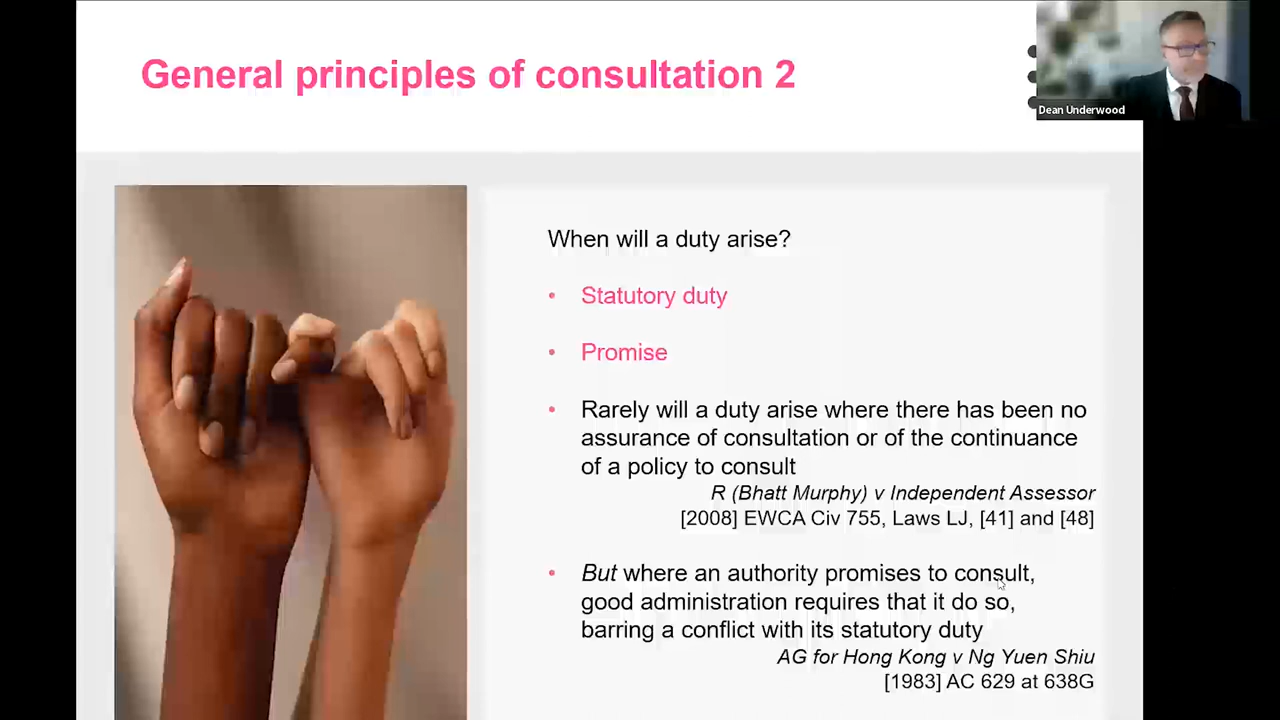 General principles of consultation 2
Dean Underwood
When will a duty arise?
• Statutory duty
• Promise
• Rarely will a duty arise where there has been no
assurance of consultation or of the continuance
of a policy to consult
R (Bhatt Murphy) v Independent Assessor
[2008] EWCA Civ 755, Laws LJ, [41] and [48]
• But where an authority promises to consult,
good administration requires that it do so,
barring a conflict with its statutory duty
AG for Hong Kong v Ng Yuen Shiu
[1983] AC 629 at 638G